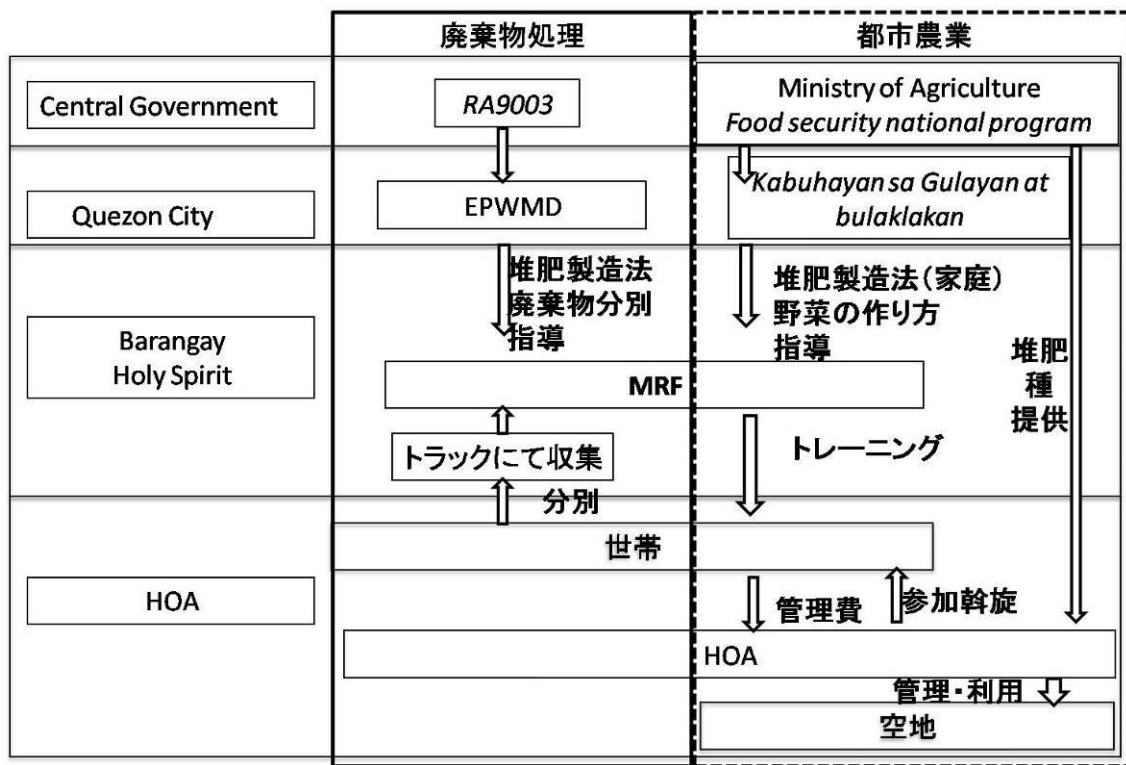 廃棄物処理
都市農業
Central Government
RA9003
Ministry of Agriculture
Food security national program
Quezon City
EPWMD
Kabuhayan sa Gulayan at
bulaklakan
Barangay
Holy Spirit
堆肥製造法
廃棄物分別
指導
堆肥製造法(家庭)
野菜の作り方
指導
堆肥
種
提供
MRF
トラックにて収集
トレーニング
分別
世帯
HOA
管理費
参加斡旋
HOA
管理・利用
空地